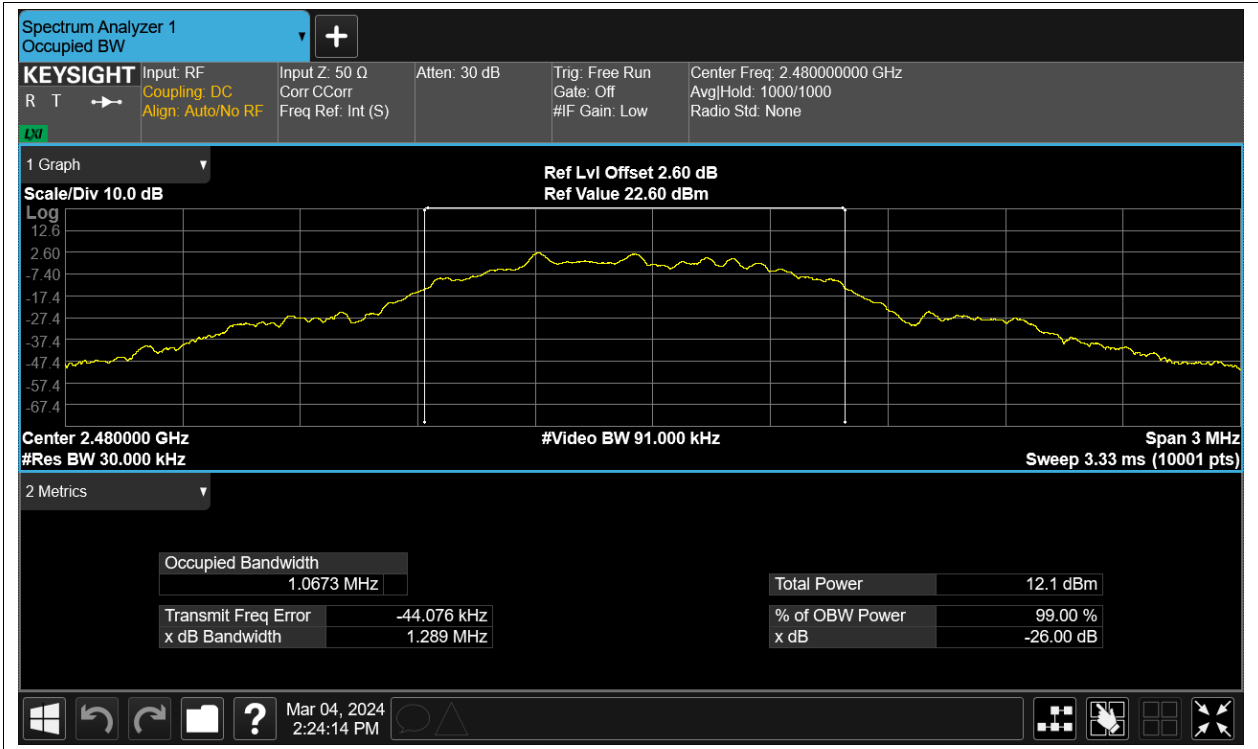 Spectrum Analyzer 1
Occupied BW
▼
+
KEYSIGHT
R T
LXI
Input: RF
Coupling: DC
Align: Auto/No RF
Input Z: 50 Ω
Corr CCorr
Freq Ref: Int (S)
Atten: 30 dB
Trig: Free Run
Gate: Off
#IF Gain: Low
Center Freq: 2.480000000 GHz
Avg|Hold: 1000/1000
Radio Std: None
1 Graph ▼
Scale/Div 10.0 dB
Ref Lvl Offset 2.60 dB
Ref Value 22.60 dBm
Log
12.6
2.60
-7.40
-17.4
-27.4
-37.4
-47.4
-57.4
-67.4
Center 2.480000 GHz
#Res BW 30.000 kHz
#Video BW 91.000 kHz
Span 3 MHz
Sweep 3.33 ms (10001 pts)
2 Metrics ▼
Occupied Bandwidth
1.0673 MHz
Transmit Freq Error -44.076 kHz
x dB Bandwidth 1.289 MHz
Total Power 12.1 dBm
% of OBW Power 99.00 %
x dB -26.00 dB
?
Mar 04, 2024
2:24:14 PM